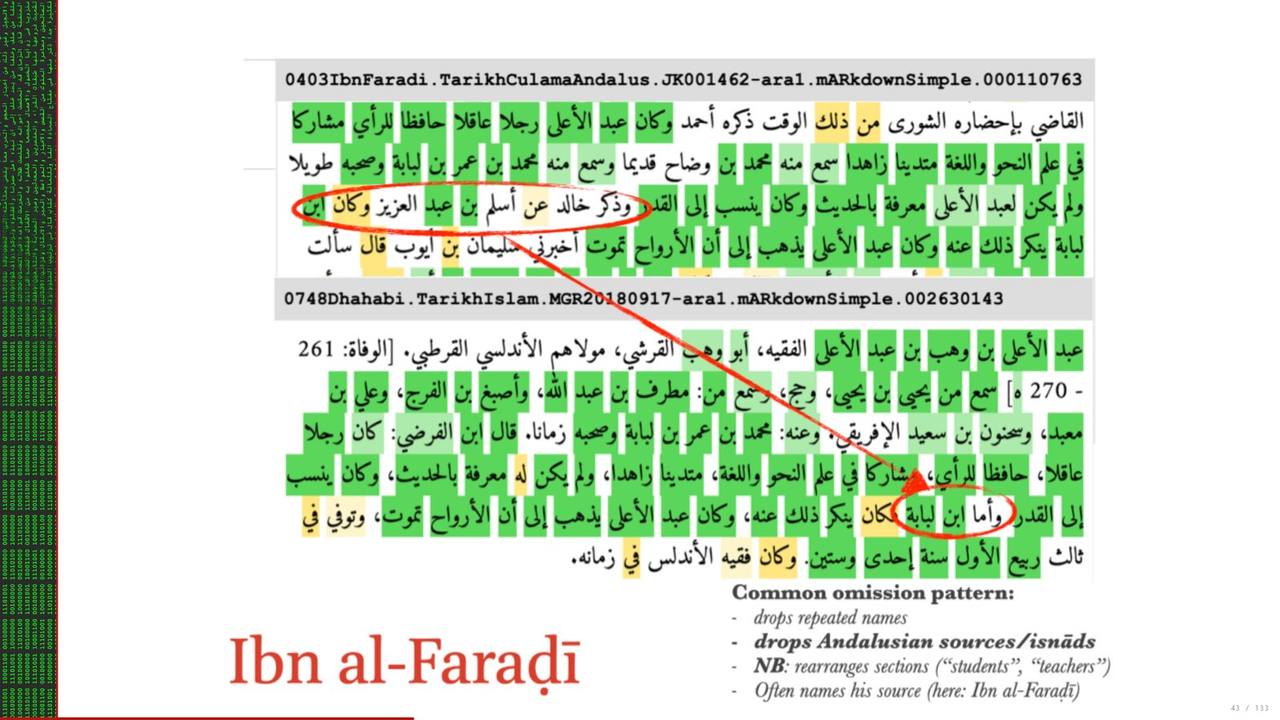 0403IbnFaradi.TarikhCulamaAndalus.JK001462-ara1.mARkdownSimple.000110763
القاضي بإحضاره الشورى من ذلك الوقت ذكره أحمد وكان عبد الأعلى رجلا عاقلا حافظا للرأي مشاركا
في علم النحو واللغة متدينا زاهدا سمع منه محمد بن وضاح قديما وسمع منه محمد بن عمر بن لبابة وصحبه طويلا
ولم يكن لعبد الأعلى معرفة بالحديث وكان ينسب إلى القدر وذكر خالد عن أسلم بن عبد العزيز وكان ابن
لبابة ينكر ذلك عنه وكان عبد الأعلى يذهب إلى أن الأرواح تموت أخبرني سليمان بن أيوب قال سألت
0748Dhahabi.TarikhIslam.MGR20180917-ara1.mARkdownSimple.002630143
عبد الأعلى بن وهب بن عبد الأعلى الفقيه، أبو وهب القرشي، مولاهم الأندلسي القرطبي. [الوفاة: 261
- 270 ه] سمع من يحيى بن يحيى، وحج، وسمع من: مطرف بن عبد الله، وأصبغ بن الفرج، وعلي بن
معبد، وسحنون بن سعيد الإفريقي. وعنه: محمد بن عمر بن لبابة وصحبه زمانا. قال ابن الفرضي: كان رجلا
عاقلا، حافظا للرأي، مشاركا في علم النحو واللغة، متدينا زاهدا، ولم يكن له معرفة بالحديث، وكان ينسب
إلى القدر وأما ابن لبابة فكان ينكر ذلك عنه، وكان عبد الأعلى يذهب إلى أن الأرواح تموت، وتوفي في
ثالث ربيع الأول سنة إحدى وستين. وكان فقيه الأندلس في زمانه.
Common omission pattern:
- drops repeated names
- drops Andalusian sources/isnāds
- NB: rearranges sections (“students”, “teachers”)
- Often names his source (here: Ibn al-Faraḍī)
Ibn al-Faraḍī
43 / 133